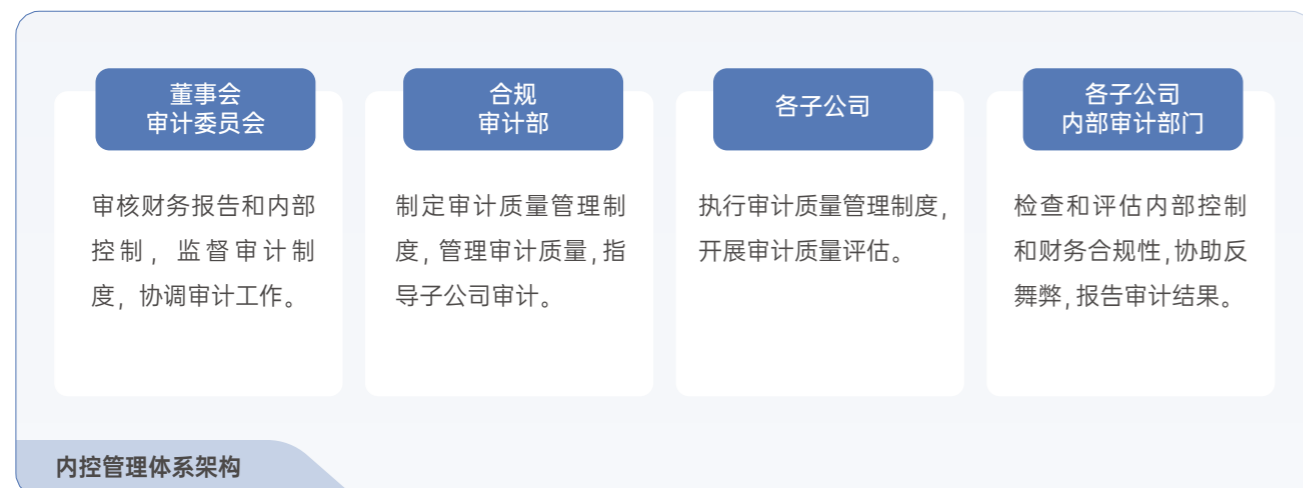 董事会
审计委员会
审核财务报告和内部
控制，监督审计制
度，协调审计工作。
合规
审计部
制定审计质量管理制
度，管理审计质量，指
导子公司审计。
各子公司
执行审计质量管理制度，
开展审计质量评估。
各子公司
内部审计部门
检查和评估内部控制
和财务合规性，协助反
舞弊，报告审计结果。
内控管理体系架构